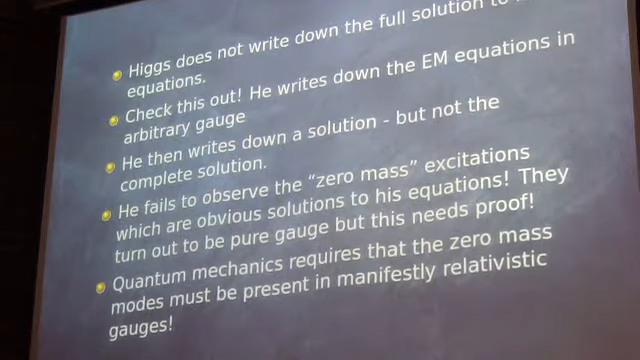 Higgs does not write down the full solution to
equations.
Check this out! He writes down the EM equations in
arbitrary gauge
He then writes down a solution - but not the
complete solution.
He fails to observe the “zero mass” excitations
which are obvious solutions to his equations! They
turn out to be pure gauge but this needs proof!
Quantum mechanics requires that the zero mass
modes must be present in manifestly relativistic
gauges!